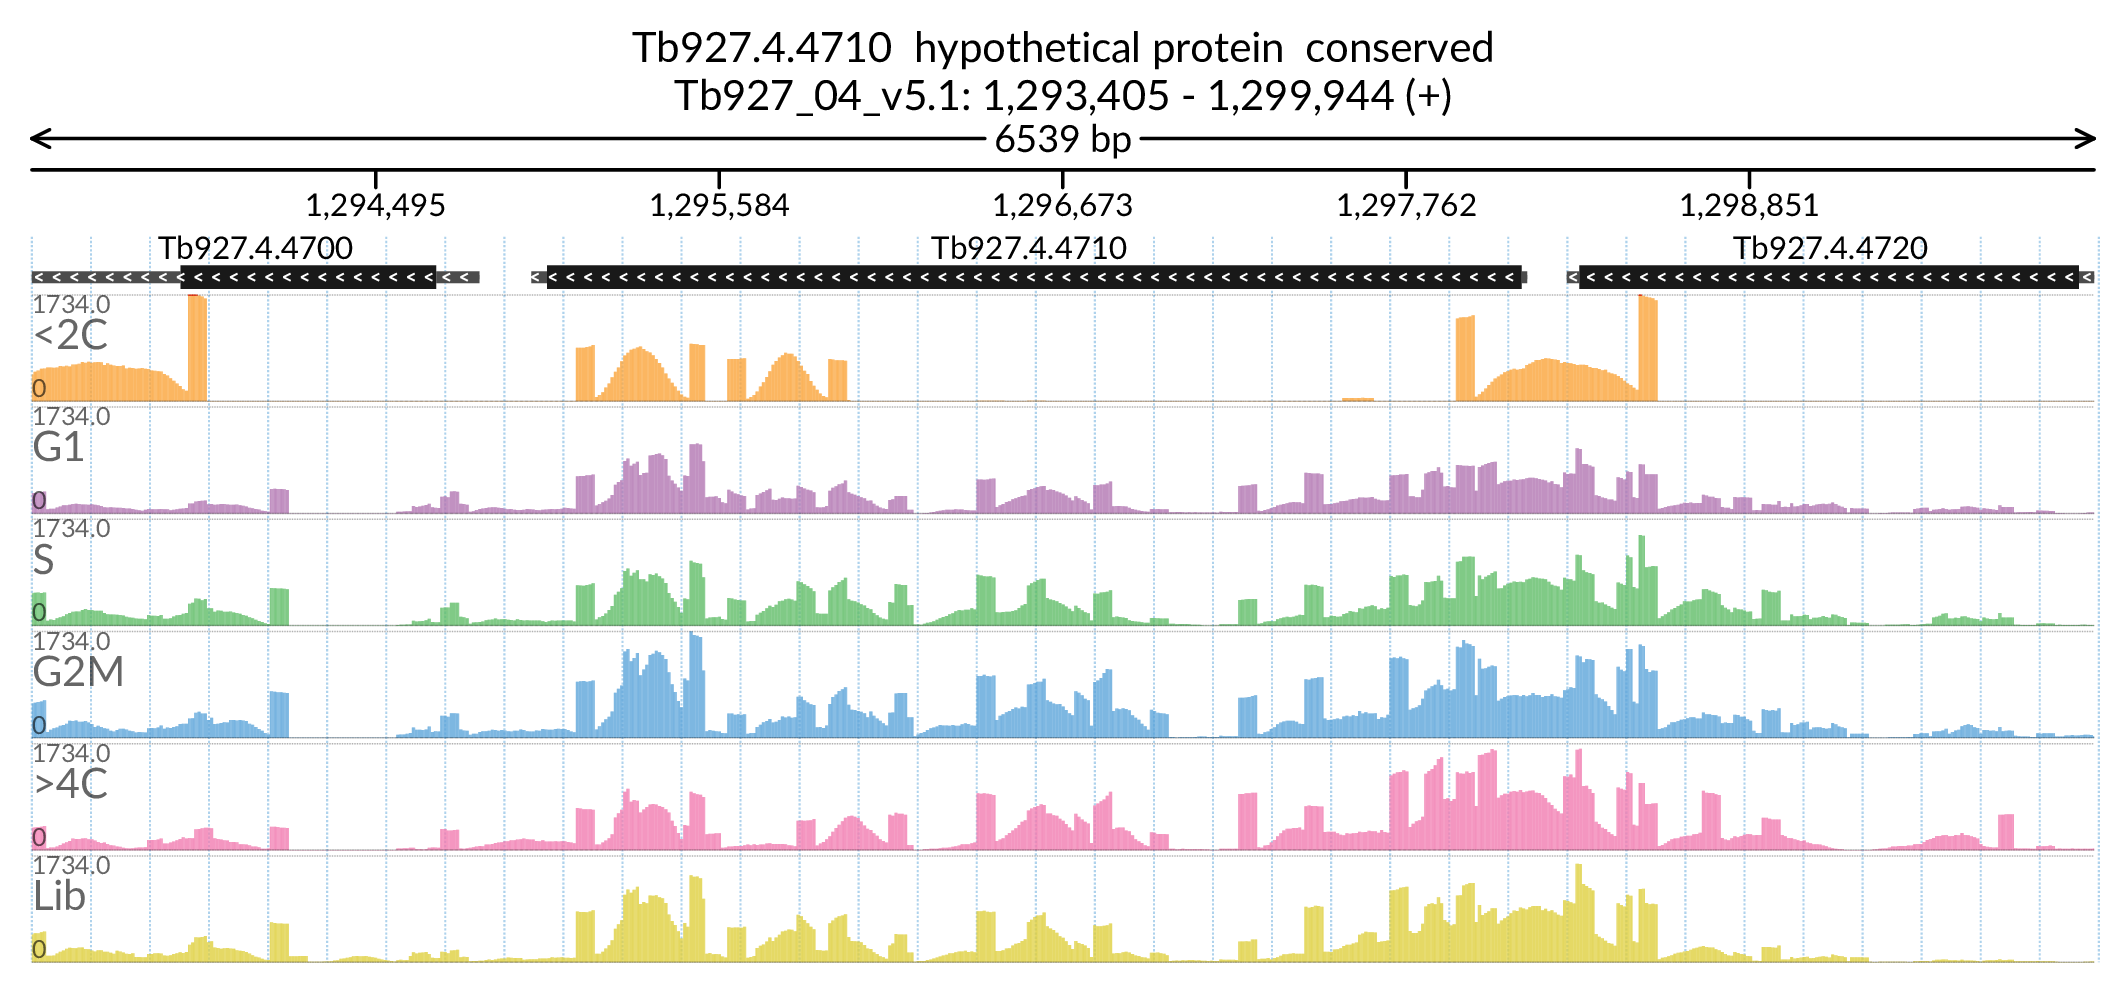 Tb927.4.4710  hypothetical protein  conserved
Tb927_04_v5.1: 1,293,405 - 1,299,944 (+)
6539 bp
1,294,495 1,295,584 1,296,673 1,297,762 1,298,851
Tb927.4.4700 Tb927.4.4710 Tb927.4.4720
1734.0
<2C
0
1734.0
G1
0
1734.0
S
0
1734.0
G2M
0
1734.0
>4C
0
1734.0
Lib
0